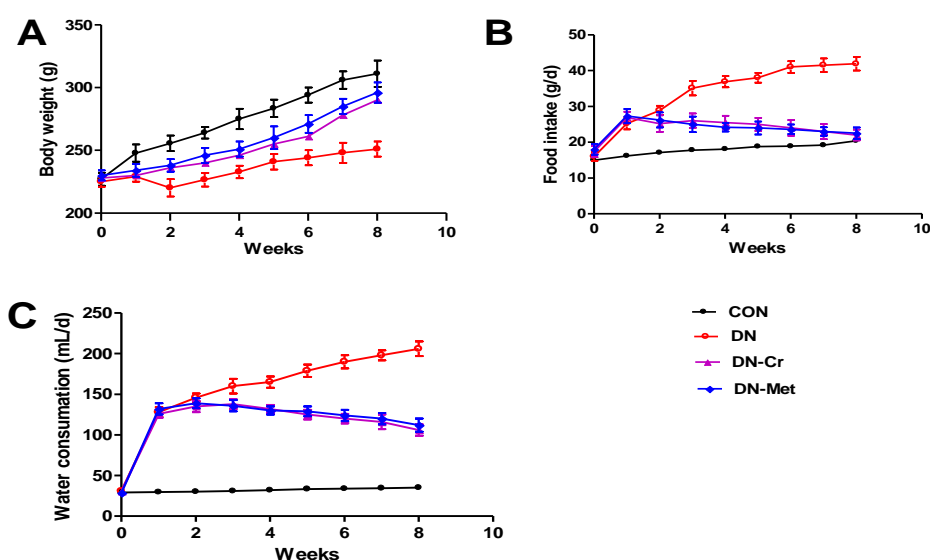 A
Body weight (g)
350
300
250
200
0 2 4 6 8 10
Weeks
B
Food intake (g/d)
50
40
30
20
10
0
0 2 4 6 8 10
Weeks
C
Water consumation (mL/d)
250
200
150
100
50
0
0 2 4 6 8 10
Weeks
CON
DN
DN-Cr
DN-Met